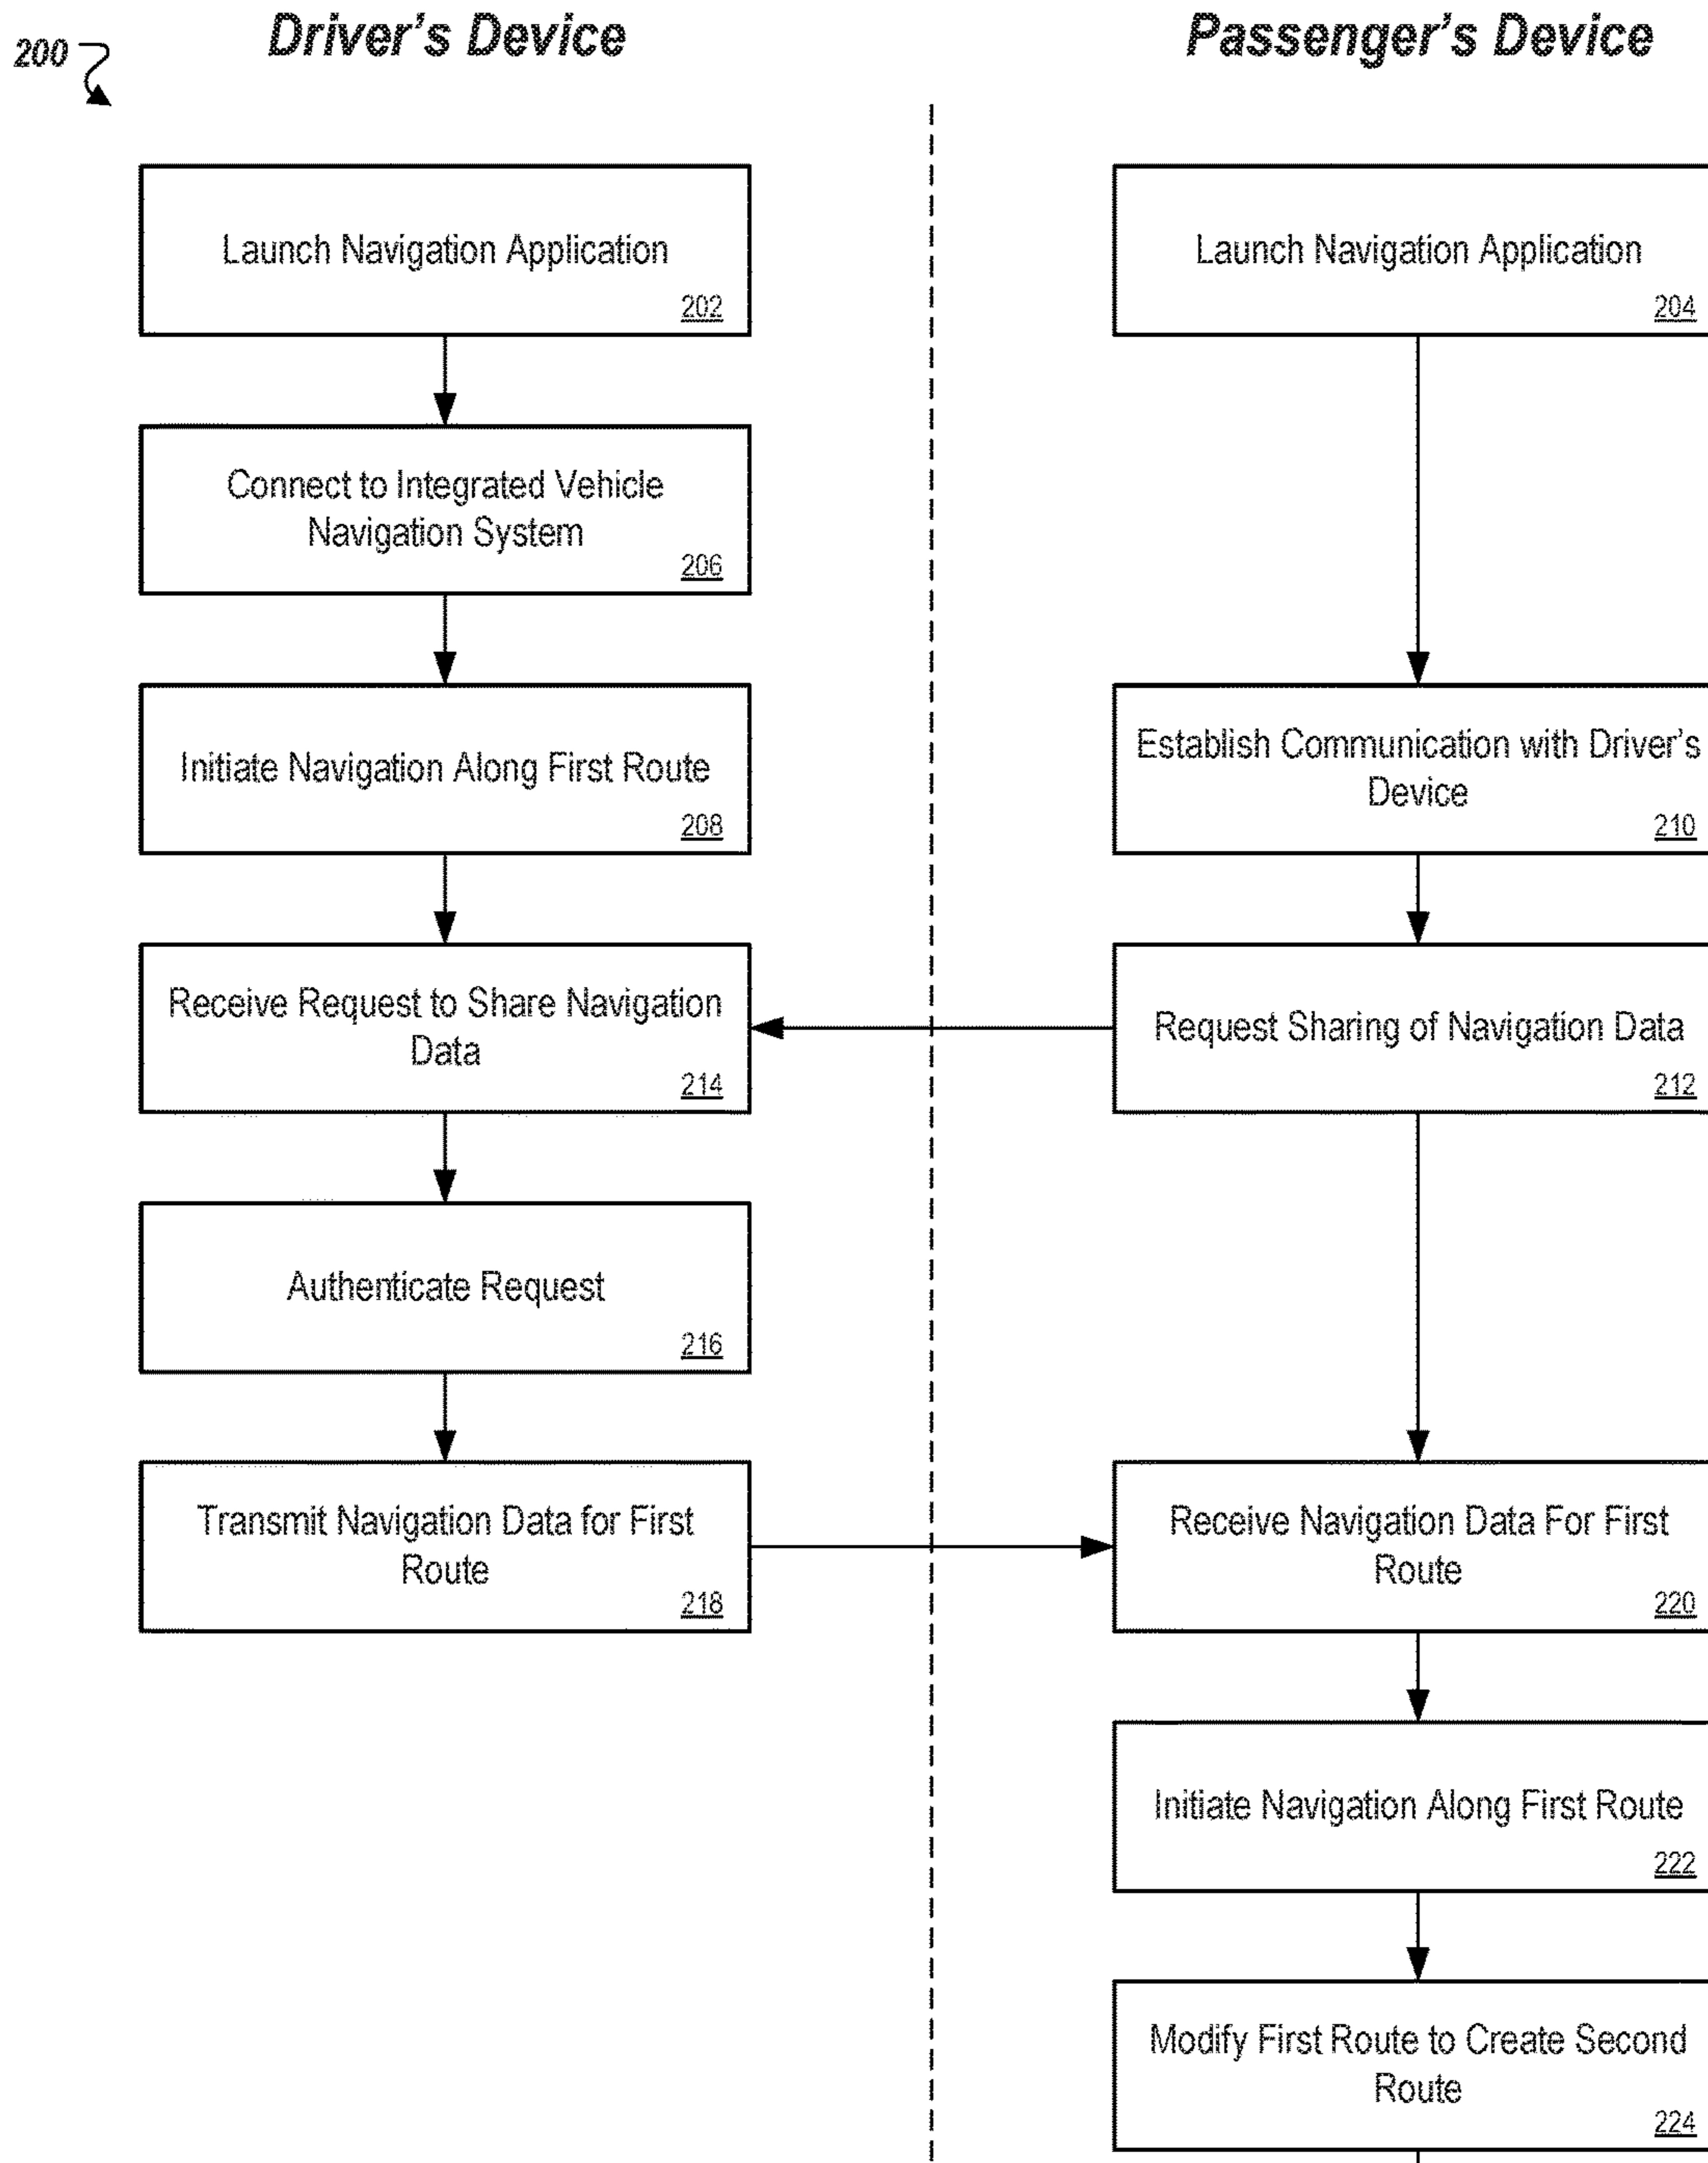 200
Driver's Device
Passenger's Device
Launch Navigation Application
202
Launch Navigation Application
204
Connect to Integrated Vehicle
Navigation System
206
Initiate Navigation Along First Route
208
Establish Communication with Driver's
Device
210
Receive Request to Share Navigation
Data
214
Request Sharing of Navigation Data
212
Authenticate Request
216
Transmit Navigation Data for First
Route
218
Receive Navigation Data For First
Route
220
Initiate Navigation Along First Route
222
Modify First Route to Create Second
Route
224